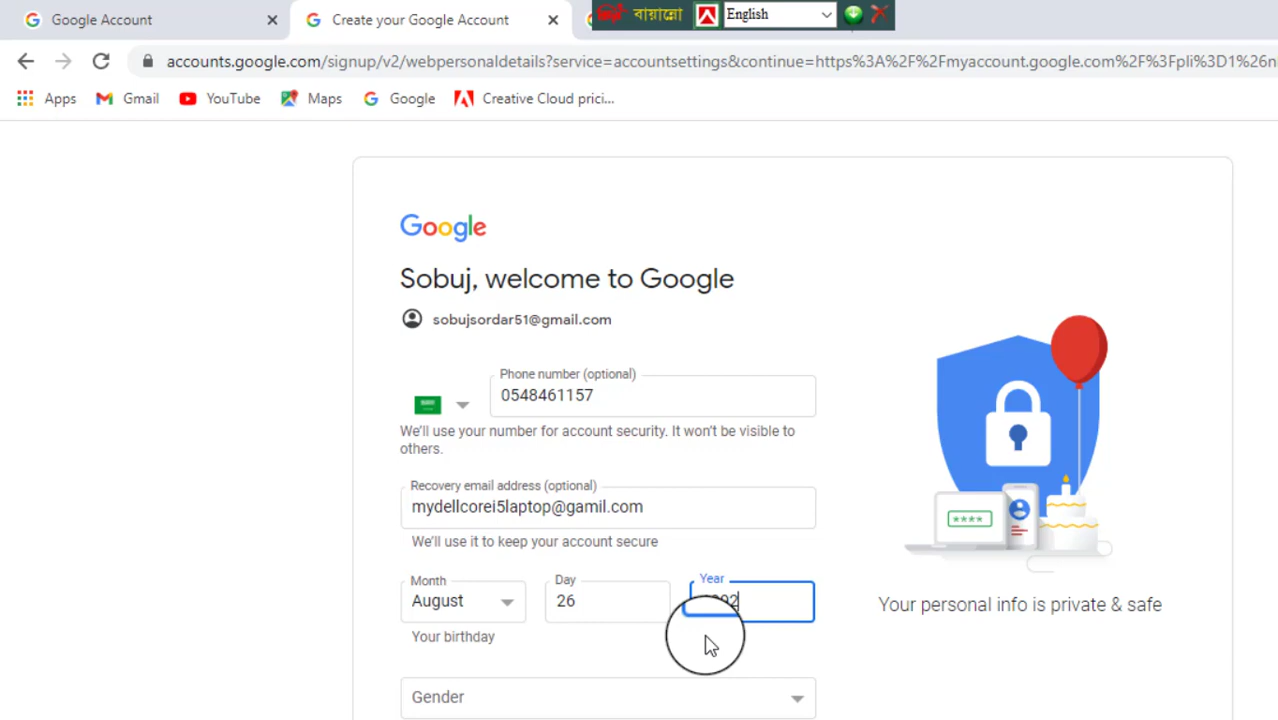 Google Account
Create your Google Account
বায়ান্নো
English
accounts.google.com/signup/v2/webpersonaldetails?service=accountsettings&continue=https%3A%2F%2Fmyaccount.google.com%2F%3Fpli%3D1%26n
Apps
Gmail
YouTube
Maps
Google
Creative Cloud prici...
Google
Sobuj, welcome to Google
sobujsordar51@gmail.com
Phone number (optional)
0548461157
We'll use your number for account security. It won't be visible to
others.
Recovery email address (optional)
mydellcorei5laptop@gamil.com
We'll use it to keep your account secure
Month
August
Day
26
Year
Your birthday
Gender
****
Your personal info is private & safe